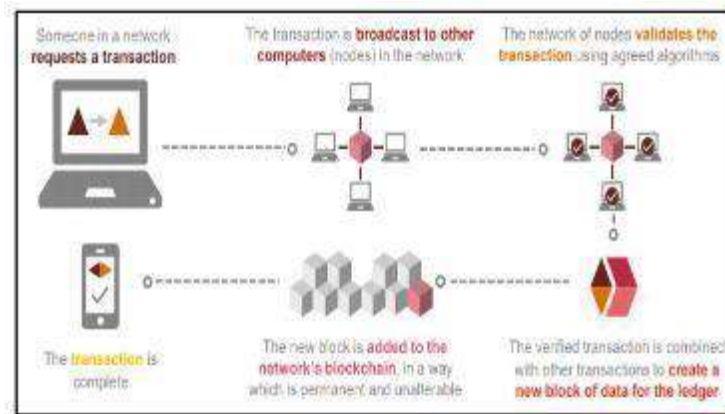 Someone in a network
requests a transaction
The transaction is broadcast to other
computers (nodes) in the network
The network of nodes validates the
transaction using agreed algorithms
The transaction is
complete
The new block is added to the
network's blockchain, in a way
which is permanent and unalterable
The verified transaction is combined
with other transactions to create a
new block of data for the ledger